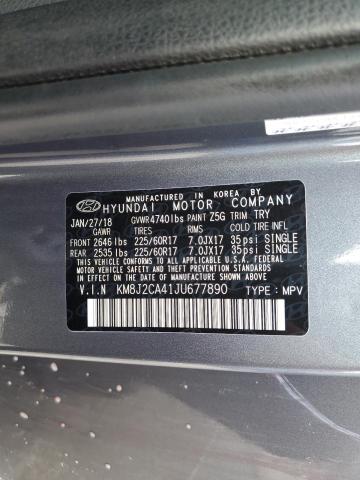 MANUFACTURED IN KOREA BY
HYUNDAI MOTOR COMPANY
JAN/27/18 GVWR4740lbs PAINT Z5G TRIM TRY
GAWR TIRES RIMS COLD TIRE INFL
FRONT 2646lbs 225/60R17 7.0JX17 35psi SINGLE
REAR 2535lbs 225/60R17 7.0JX17 35psi SINGLE
THIS VEHICLE CONFORMS TO ALL APPLICABLE U.S.A. FEDERAL
MOTOR VEHICLE SAFETY, BUMPER, AND THEFT PREVENTION STANDARDS
IN EFFECT ON THE DATE OF MANUFACTURE SHOWN ABOVE.
V.I.N KM8J2CA41JU677890 TYPE: MPV